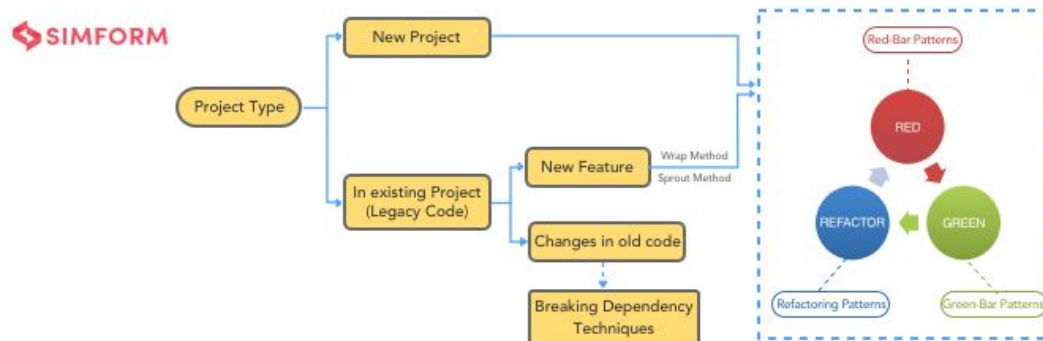 SIMFORM
New Project
Project Type
In existing Project
(Legacy Code)
New Feature
Wrap Method
Sprout Method
Changes in old code
Breaking Dependency
Techniques
Red-Bar Patterns
RED
REFACTOR
GREEN
Refactoring Patterns
Green-Bar Patterns